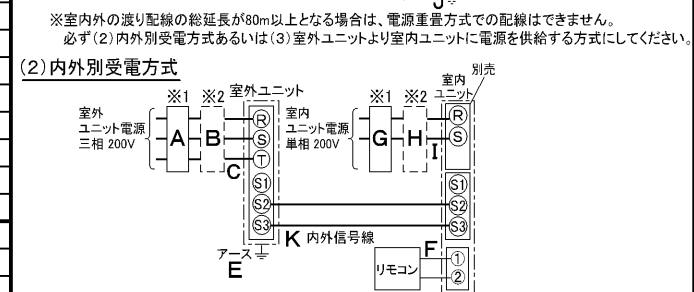 J
※室内外の渡り配線の総延長が80m以上となる場合は、電源重畳方式での配線はできません。
必ず(2)内外別受電方式あるいは(3)室外ユニットより室内ユニットに電源を供給する方式にしてください。
(2)内外別受電方式
別売
※1 ※2 室外ユニット
※1 ※2 室内
ユニット
室外
ユニット電源
三相 200V
A
B
C
R
S
T
S1
S2
S3
アース
E
室内
ユニット電源
単相 200V
G
H
I
R
S
S1
S2
S3
K 内外信号線
F
リモコン
1
2